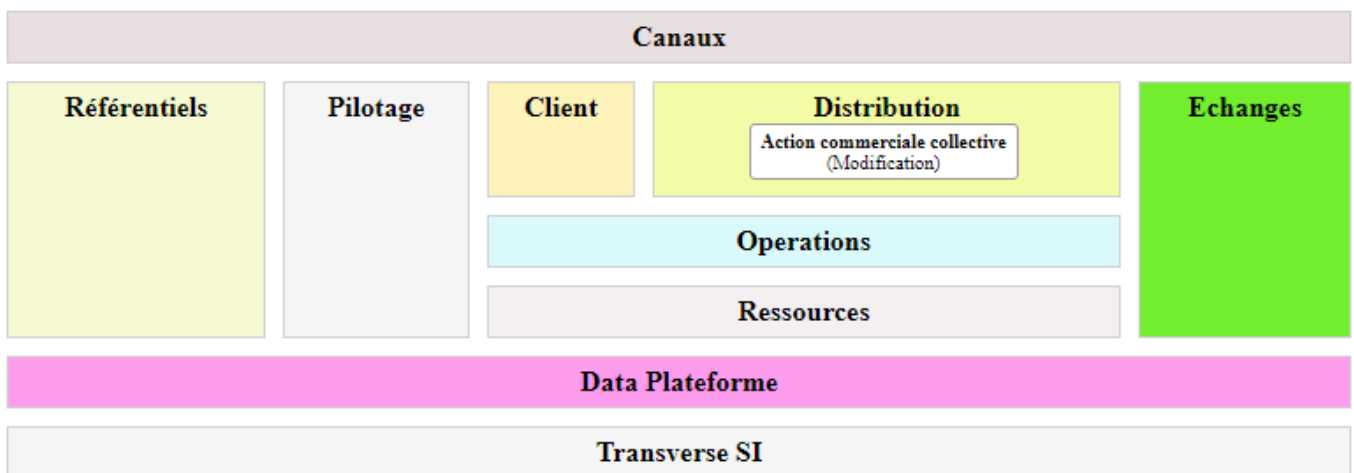 Canaux
Référentiels
Pilotage
Client
Distribution
Action commerciale collective
(Modification)
Echanges
Operations
Ressources
Data Plateforme
Transverse SI